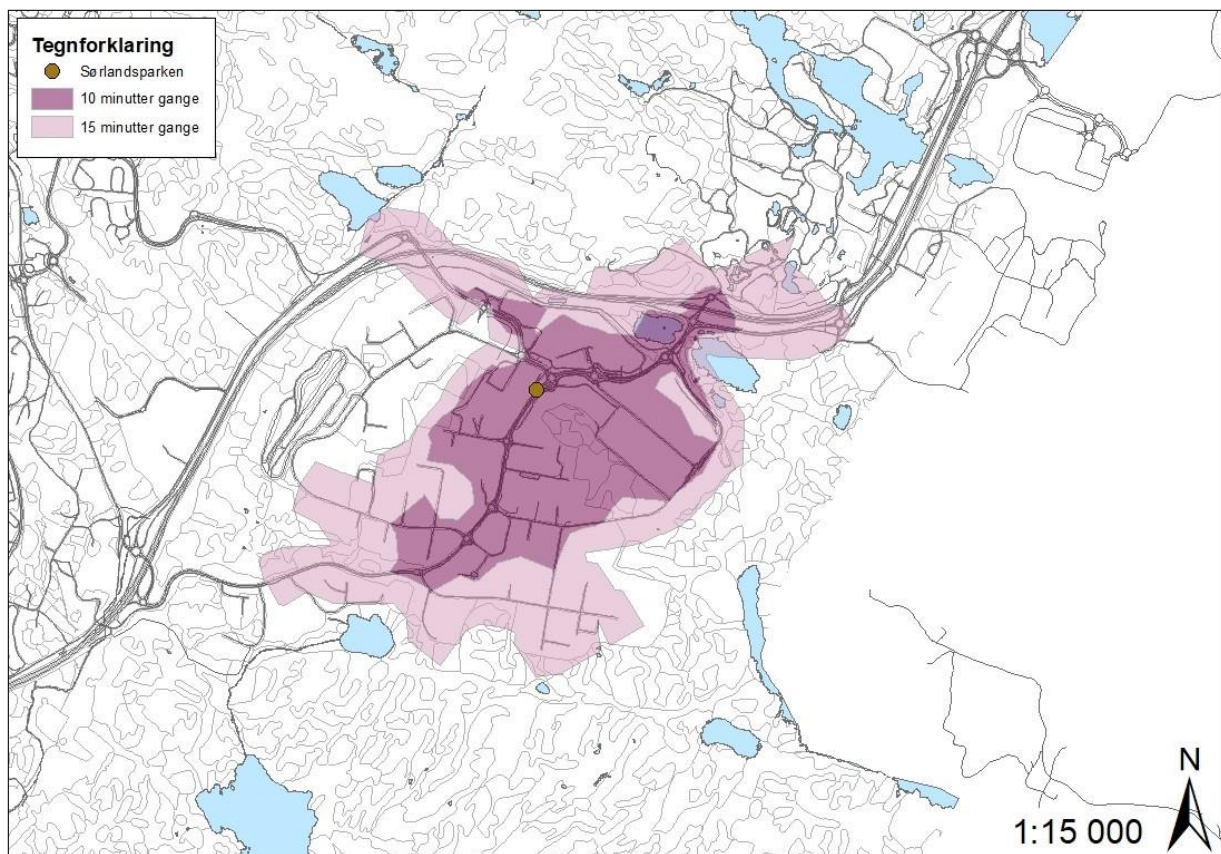 Tegnforklaring
Sørlandsparken
10 minutter gange
15 minutter gange
N
1:15 000